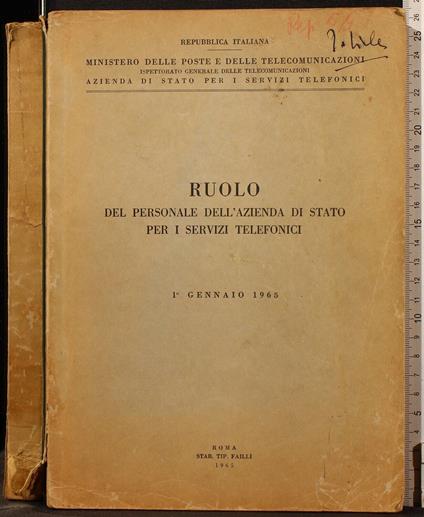 REPUBBLICA ITALIANA
MINISTERO DELLE POSTE E DELLE TELECOMUNICAZIONI
ISPETTORATO GENERALE DELLE TELECOMUNICAZIONI
AZIENDA DI STATO PER I SERVIZI TELEFONICI
RUOLO
DEL PERSONALE DELL'AZIENDA DI STATO
PER I SERVIZI TELEFONICI
1º GENNAIO 1965
ROMA
STAB. TIP. FAILLI
1965